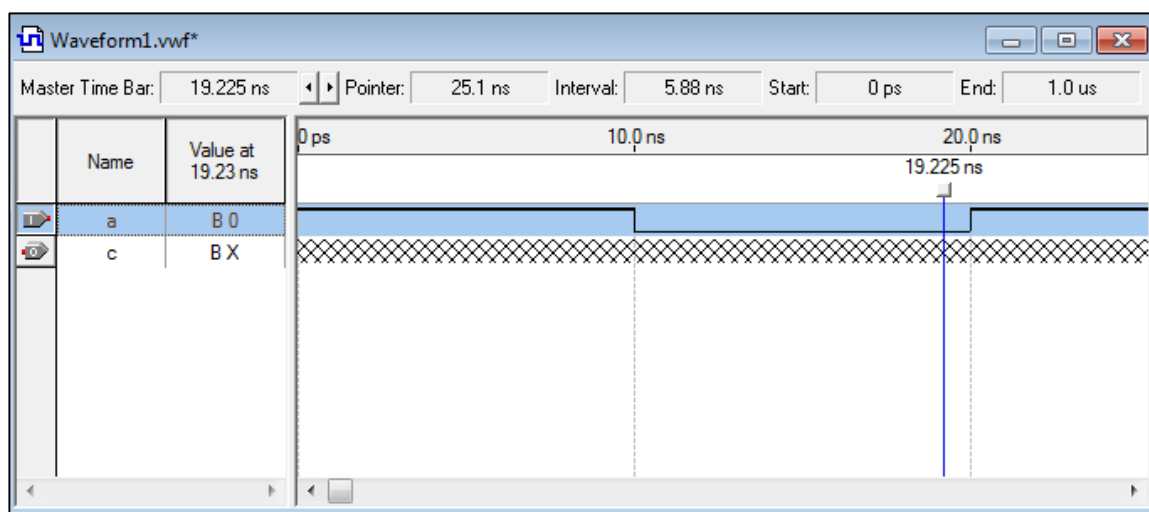 Waveform1.vwf*
Master Time Bar: 19.225 ns Pointer: 25.1 ns Interval: 5.88 ns Start: 0 ps End: 1.0 us
Name Value at 19.23 ns
0 ps 10.0 ns 20.0 ns
19.225 ns
a B 0
c B X